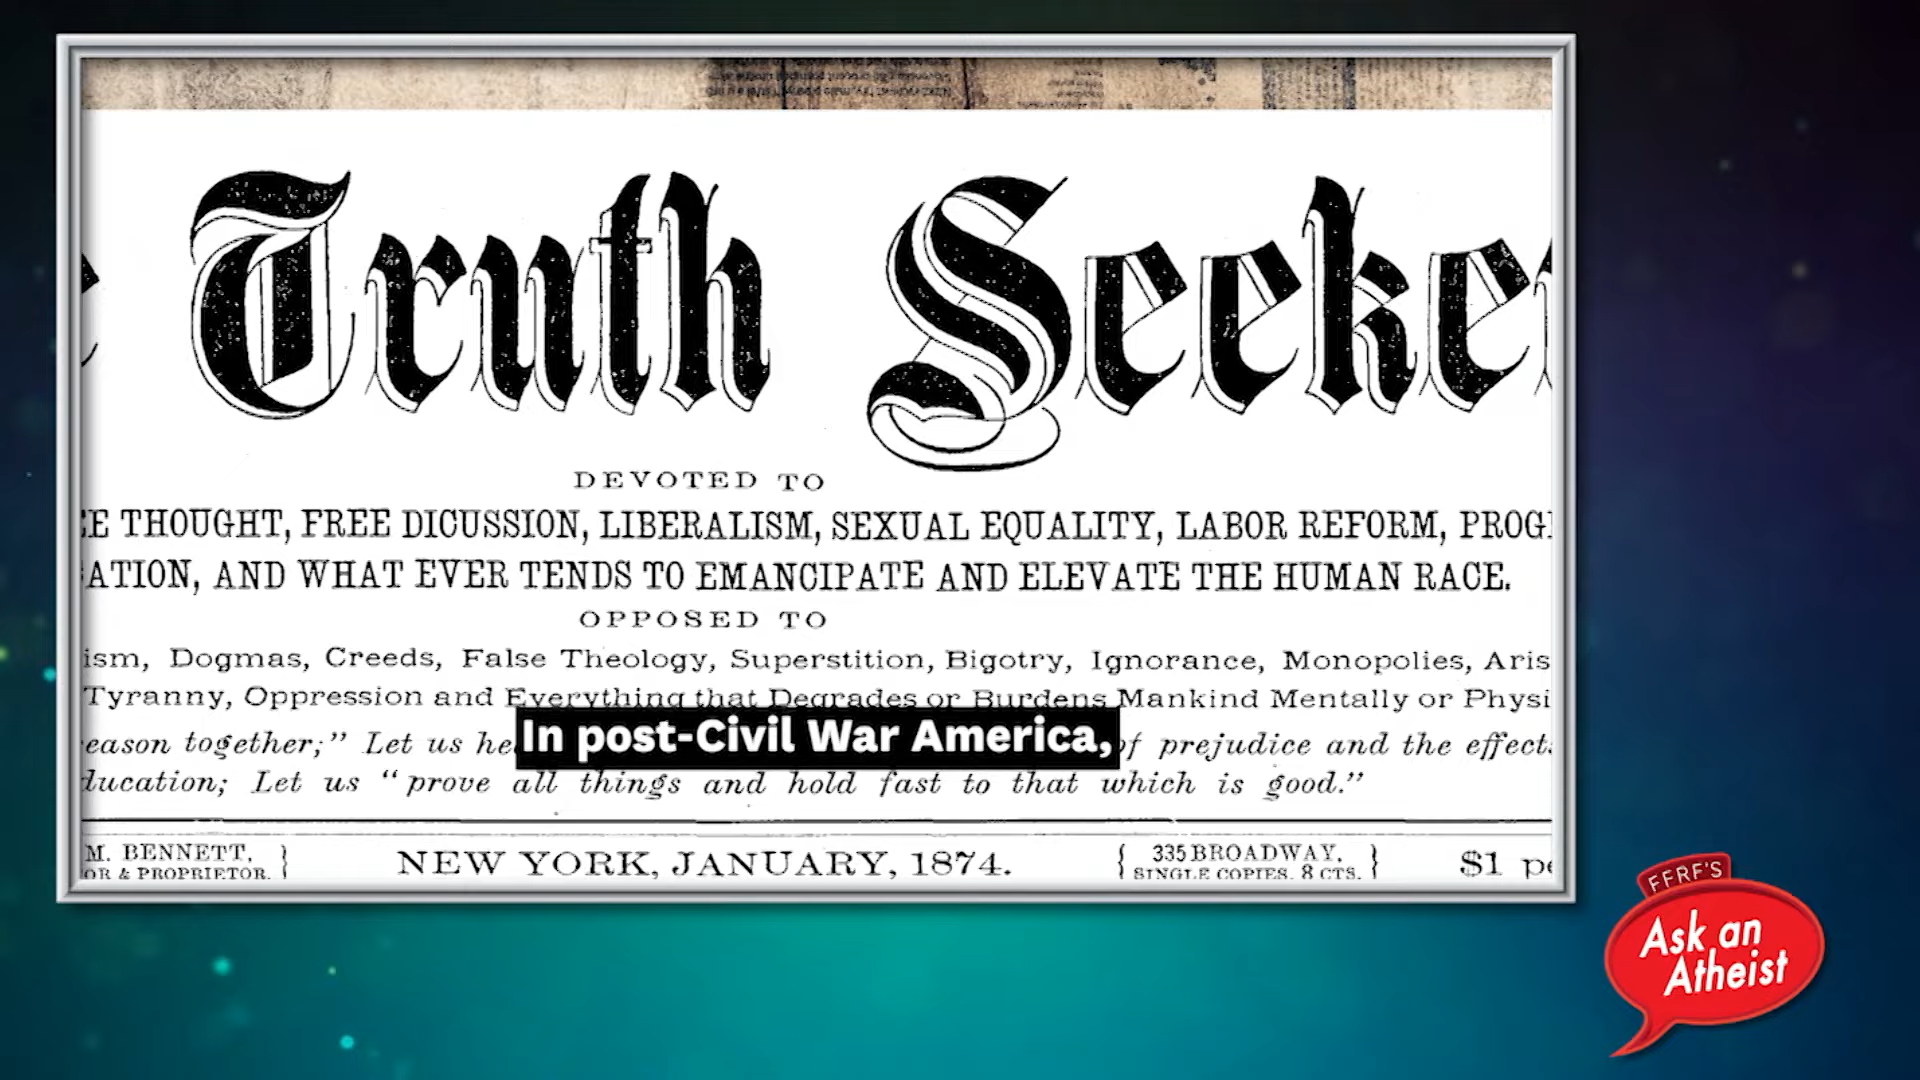 Truth Seeke
DEVOTED TO
EE THOUGHT, FREE DICUSSION, LIBERALISM, SEXUAL EQUALITY, LABOR REFORM, PROG
ATION, AND WHAT EVER TENDS TO EMANCIPATE AND ELEVATE THE HUMAN RACE.
OPPOSED TO
ism, Dogmas, Creeds, False Theology, Superstition, Bigotry, Ignorance, Monopolies, Aris
Tyranny, Oppression and Everything that Degrades or Burdens Mankind Mentally or Physi
eason together;” Let us he
In post-Civil War America,
of prejudice and the effect
ducation; Let us “prove all things and hold fast to that which is good.”
M. BENNETT,
OR & PROPRIETOR.
NEW YORK, JANUARY, 1874.
335 BROADWAY,
SINGLE COPIES, 8 CTS.
$1 pe
FFRF'S
Ask an
Atheist